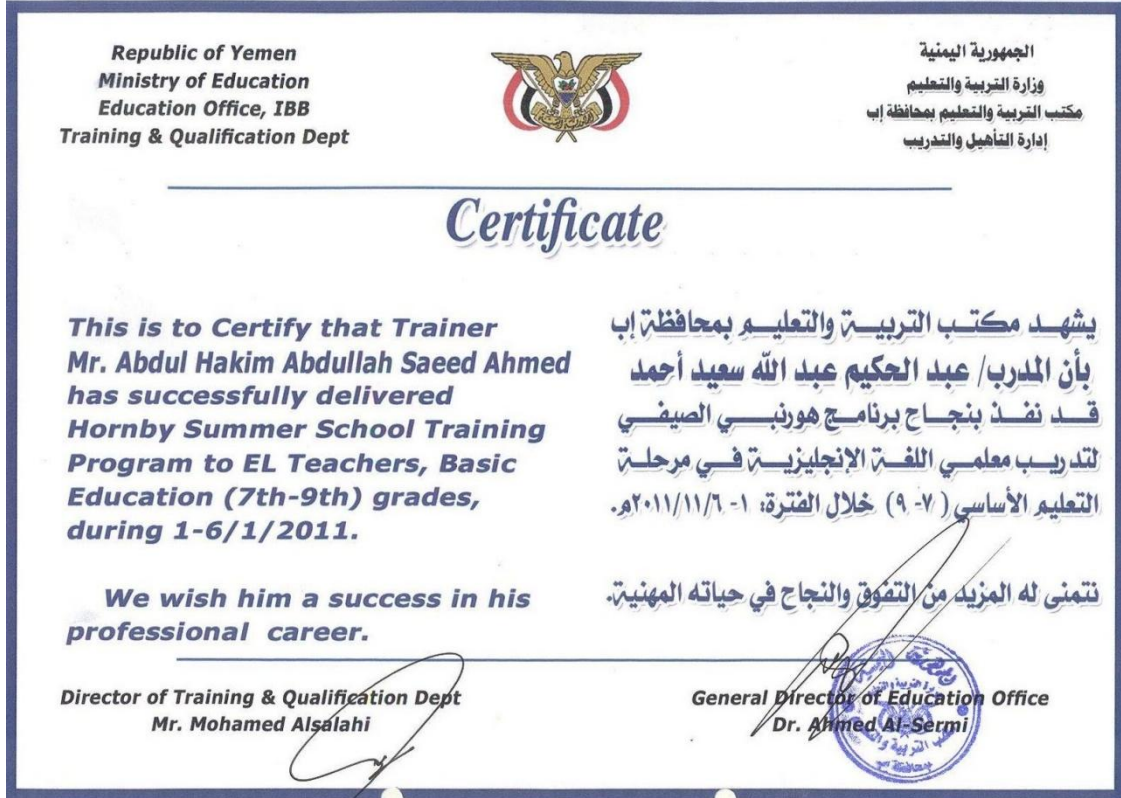 Republic of Yemen
Ministry of Education
Education Office, IBB
Training & Qualification Dept
الجمهورية اليمنية
وزارة التربية والتعليم
مكتب التربية والتعليم بمحافظة إب
إدارة التأهيل والتدريب
Certificate
This is to Certify that Trainer
Mr. Abdul Hakim Abdullah Saeed Ahmed
has successfully delivered
Hornby Summer School Training
Program to EL Teachers, Basic
Education (7th-9th) grades,
during 1-6/1/2011.
We wish him a success in his
professional career.
يشهد مكتب التربية والتعليم بمحافظة إب
بأن المدرب/ عبد الحكيم عبد الله سعيد أحمد
قد نفذ بنجاح برنامج هورنبي الصيفي
لتدريب معلمي اللغة الإنجليزية في مرحلة
التعليم الأساسي (٧- ٩) خلال الفترة: ١- ٢٠١١/١١/٦م.
نتمنى له المزيد من التفوق والنجاح في حياته المهنية.
Director of Training & Qualification Dept
Mr. Mohamed Alsalahi
General Director of Education Office
Dr. Ahmed Al-Sermi